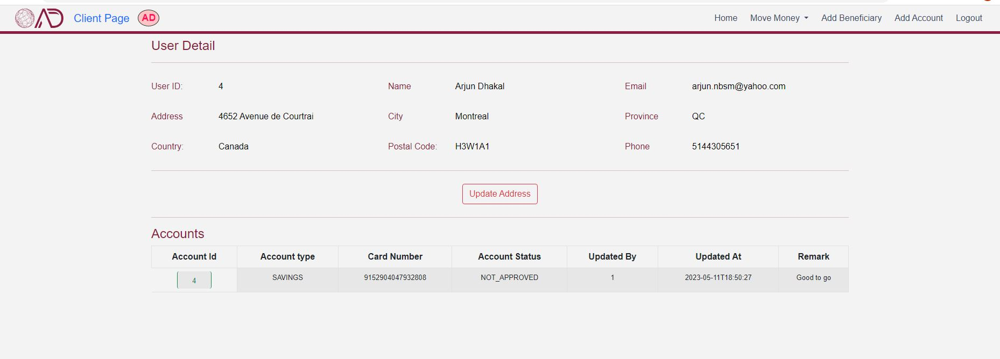 AD Client Page AD Home Move Money Add Beneficiary Add Account Logout
User Detail
User ID: 4 Name Arjun Dhakal Email arjun.nbsm@yahoo.com
Address 4652 Avenue de Courtrai City Montreal Province QC
Country: Canada Postal Code: H3W1A1 Phone 5144305651
Update Address
Accounts
Account Id Account type Card Number Account Status Updated By Updated At Remark
4 SAVINGS 9152904047932808 NOT_APPROVED 1 2023-05-11T18:50:27 Good to go